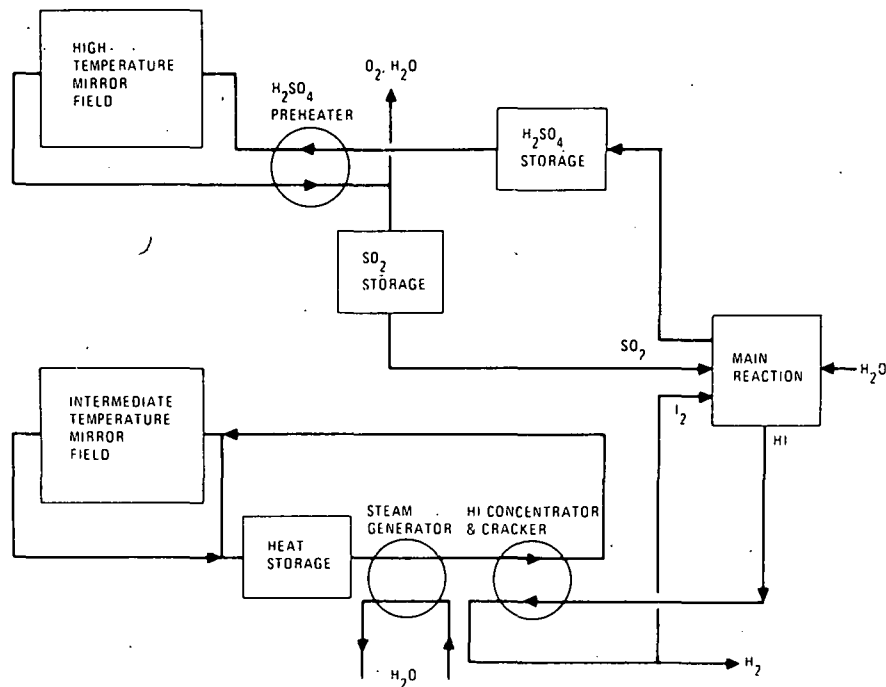 HIGH-
TEMPERATURE
MIRROR
FIELD
H2SO4
PREHEATER
O2, H2O
H2SO4
STORAGE
SO2
STORAGE
SO2
MAIN
REACTION
H2O
I2
HI
INTERMEDIATE
TEMPERATURE
MIRROR
FIELD
HEAT
STORAGE
STEAM
GENERATOR
HI CONCENTRATOR
& CRACKER
H2O
H2